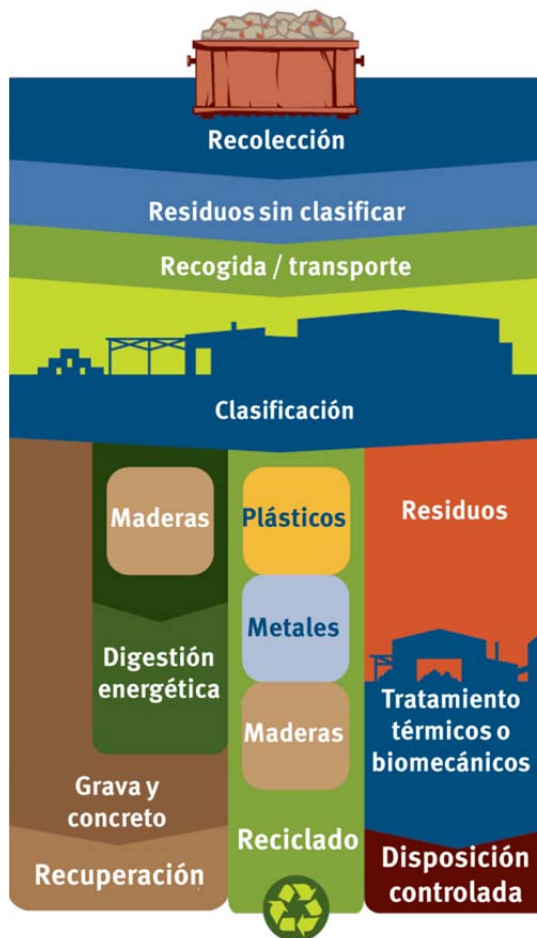 Recolección
Residuos sin clasificar
Recogida / transporte
Clasificación
Maderas
Digestión
energética
Grava y
concreto
Recuperación
Plásticos
Metales
Maderas
Reciclado
Residuos
Tratamiento
térmicos o
biomecánicos
Disposición
controlada